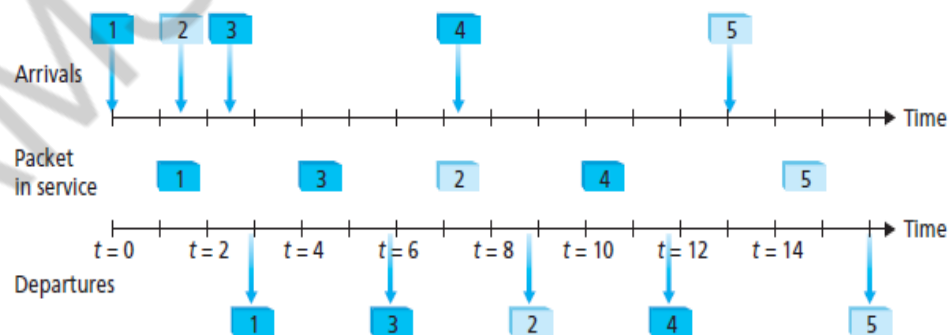 1 2 3 4 5
Arrivals
Time
Packet
in service
1 3 2 4 5
Time
t = 0 t = 2 t = 4 t = 6 t = 8 t = 10 t = 12 t = 14
Departures
1 3 2 4 5